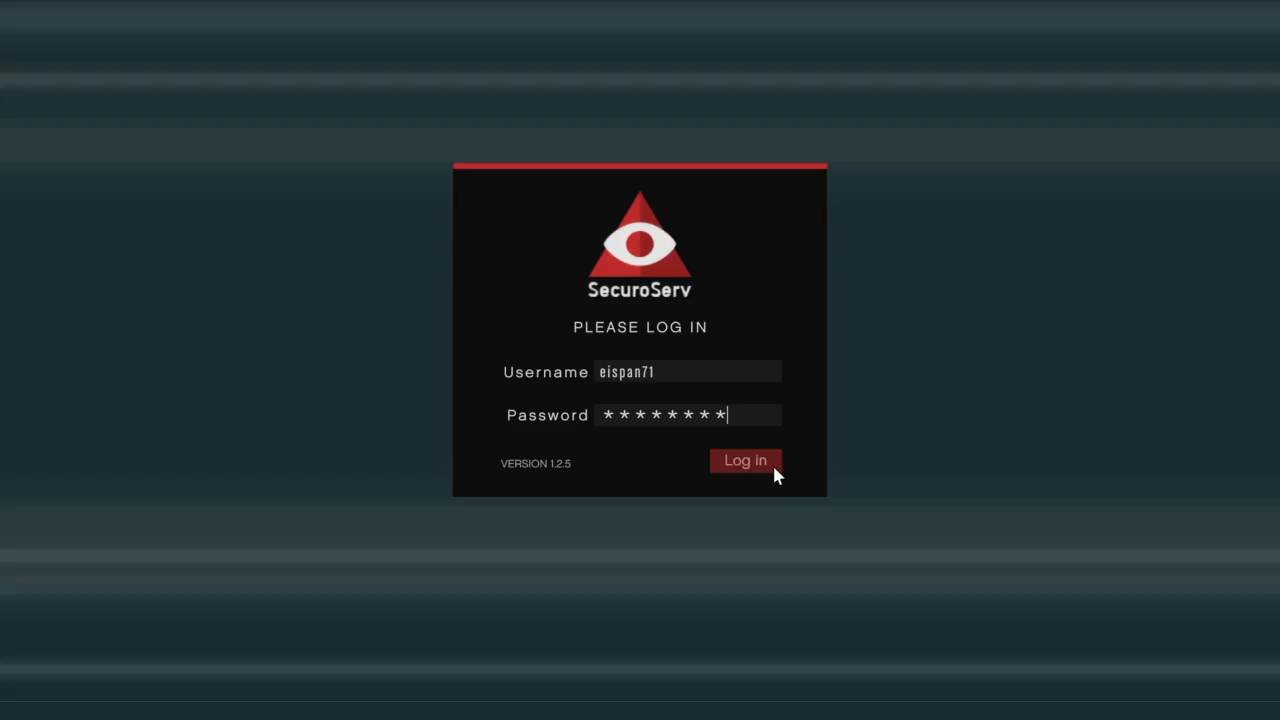 SecuroServ
PLEASE LOG IN
Username eispan71
Password ********
VERSION 1.2.5 Log in